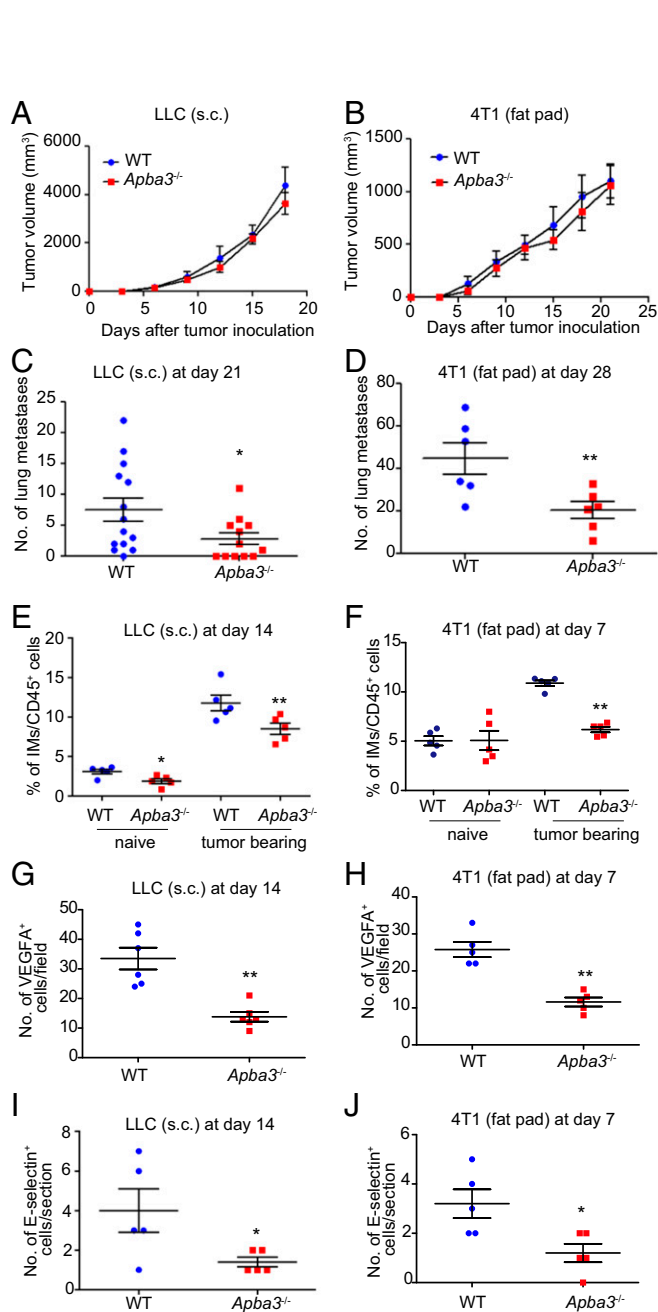 A
LLC (s.c.)
Tumor volume (mm³)
6000
4000
2000
0
WT
Apba3-/-
0 5 10 15 20
Days after tumor inoculation
B
4T1 (fat pad)
Tumor volume (mm³)
1500
1000
500
0
WT
Apba3-/-
0 5 10 15 20 25
Days after tumor inoculation
C
LLC (s.c.) at day 21
No. of lung metastases
25
20
15
10
5
0
*
WT Apba3-/-
D
4T1 (fat pad) at day 28
No. of lung metastases
80
60
40
20
0
**
WT Apba3-/-
E
LLC (s.c.) at day 14
% of IMs/CD45⁺ cells
20
15
10
5
0
*
**
WT Apba3-/- WT Apba3-/-
naive tumor bearing
F
4T1 (fat pad) at day 7
% of IMs/CD45⁺ cells
15
10
5
0
**
WT Apba3-/- WT Apba3-/-
naive tumor bearing
G
LLC (s.c.) at day 14
No. of VEGFA⁺
cells/field
50
40
30
20
10
0
**
WT Apba3-/-
H
4T1 (fat pad) at day 7
No. of VEGFA⁺
cells/field
40
30
20
10
0
**
WT Apba3-/-
I
LLC (s.c.) at day 14
No. of E-selectin⁺
cells/section
8
6
4
2
0
*
WT Apba3-/-
J
4T1 (fat pad) at day 7
No. of E-selectin⁺
cells/section
6
4
2
0
*
WT Apba3-/-